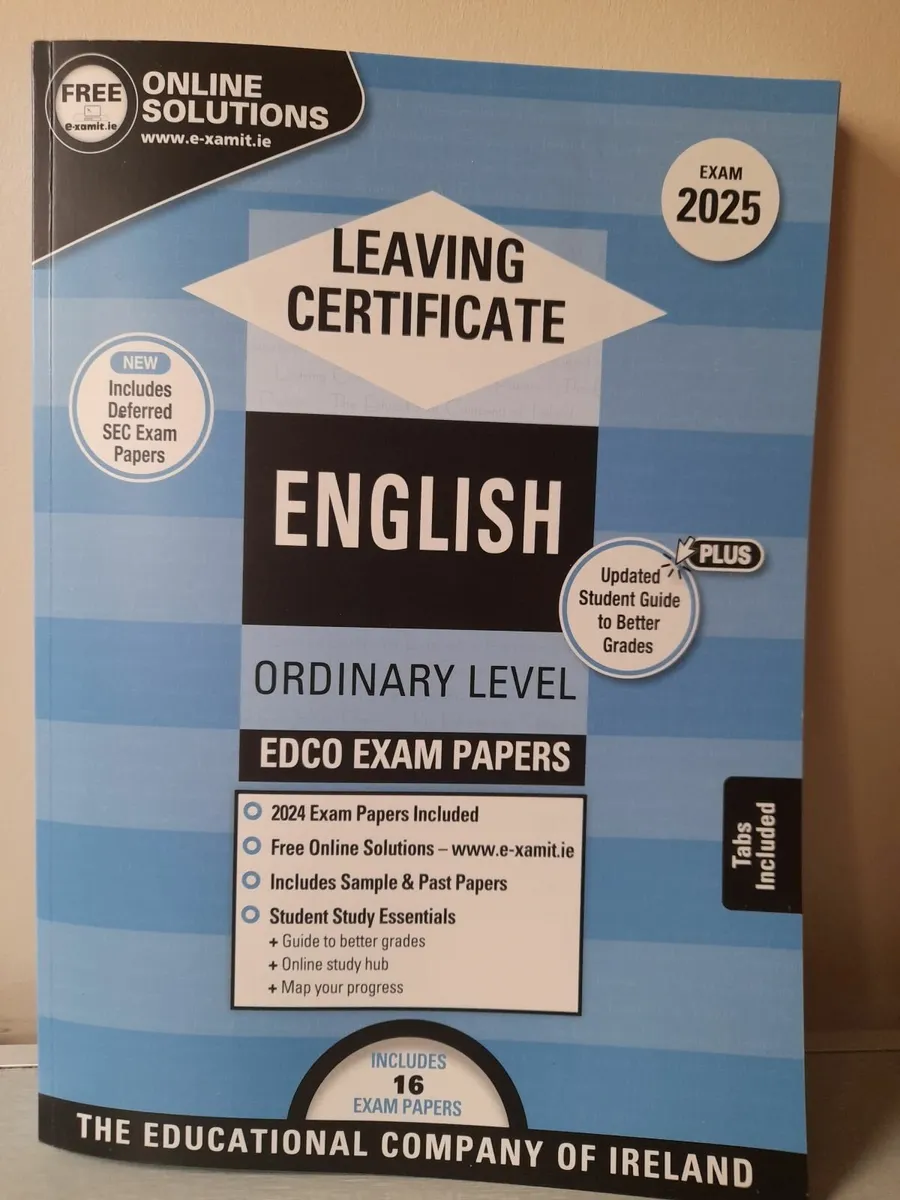 FREE
e-xamit.ie
ONLINE
SOLUTIONS
www.e-xamit.ie
EXAM
2025
LEAVING
CERTIFICATE
NEW
Includes
Deferred
SEC Exam
Papers
ENGLISH
PLUS
Updated
Student Guide
to Better
Grades
ORDINARY LEVEL
EDCO EXAM PAPERS
2024 Exam Papers Included
Free Online Solutions – www.e-xamit.ie
Includes Sample & Past Papers
Student Study Essentials
+ Guide to better grades
+ Online study hub
+ Map your progress
Tabs
Included
INCLUDES
16
EXAM PAPERS
THE EDUCATIONAL COMPANY OF IRELAND